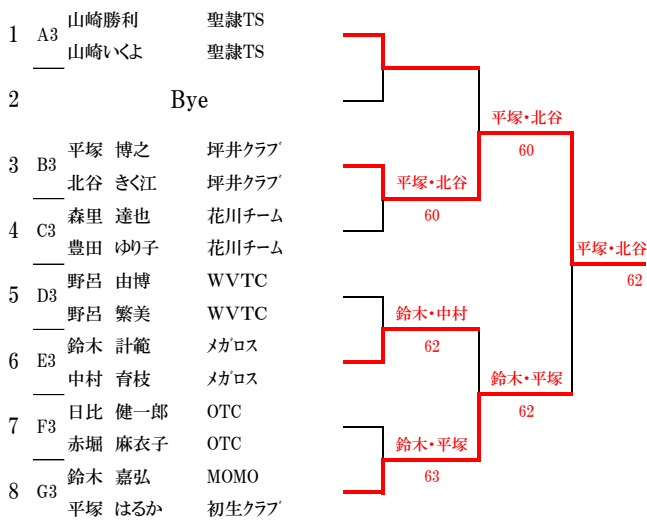 1 A3 山崎勝利 聖隷TS
山崎いくよ 聖隷TS
2 Bye
平塚・北谷
60
3 B3 平塚 博之 坪井クラブ
北谷 きく江 坪井クラブ
平塚・北谷
60
4 C3 森里 達也 花川チーム
豊田 ゆり子 花川チーム
平塚・北谷
62
5 D3 野呂 由博 WVTC
野呂 繁美 WVTC
鈴木・中村
62
6 E3 鈴木 計範 メガロス
中村 育枝 メガロス
鈴木・平塚
62
7 F3 日比 健一郎 OTC
赤堀 麻衣子 OTC
鈴木・平塚
63
8 G3 鈴木 嘉弘 MOMO
平塚 はるか 初生クラブ